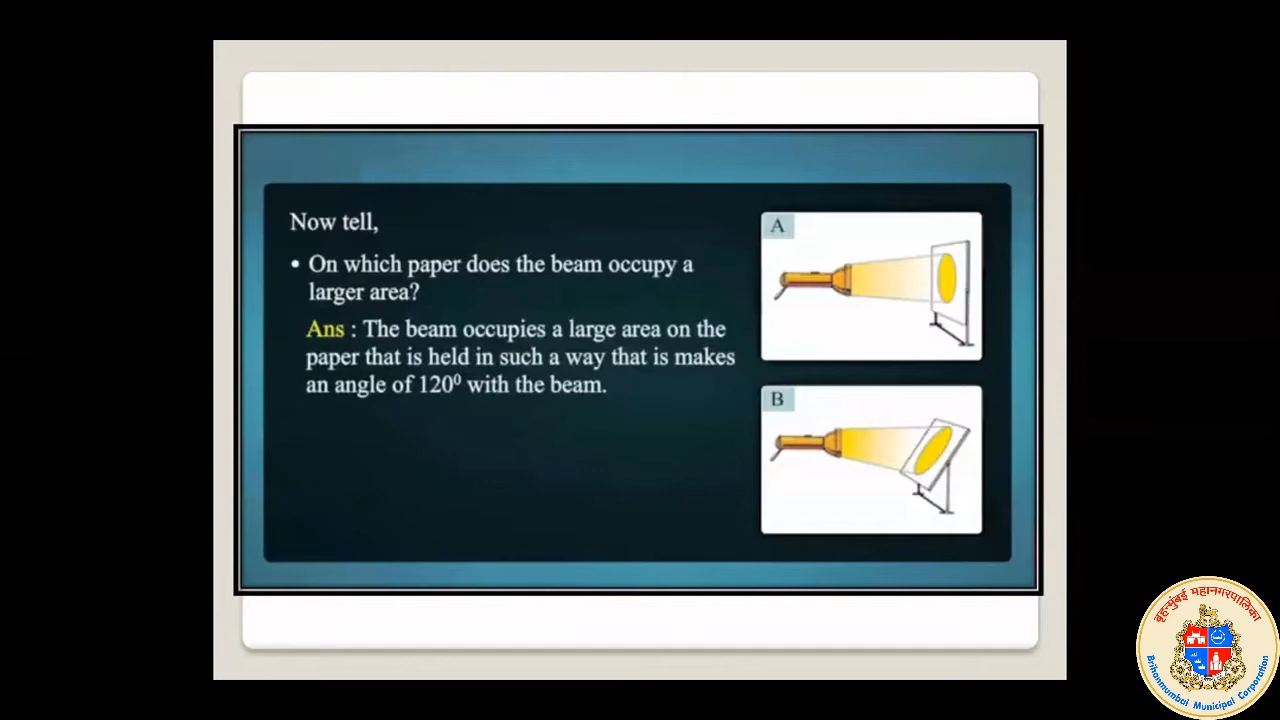 Now tell,
• On which paper does the beam occupy a
larger area?
Ans : The beam occupies a large area on the
paper that is held in such a way that is makes
an angle of 120⁰ with the beam.
A
B
बृहन्मुंबई महानगरपालिका
Brihanmumbai Municipal Corporation